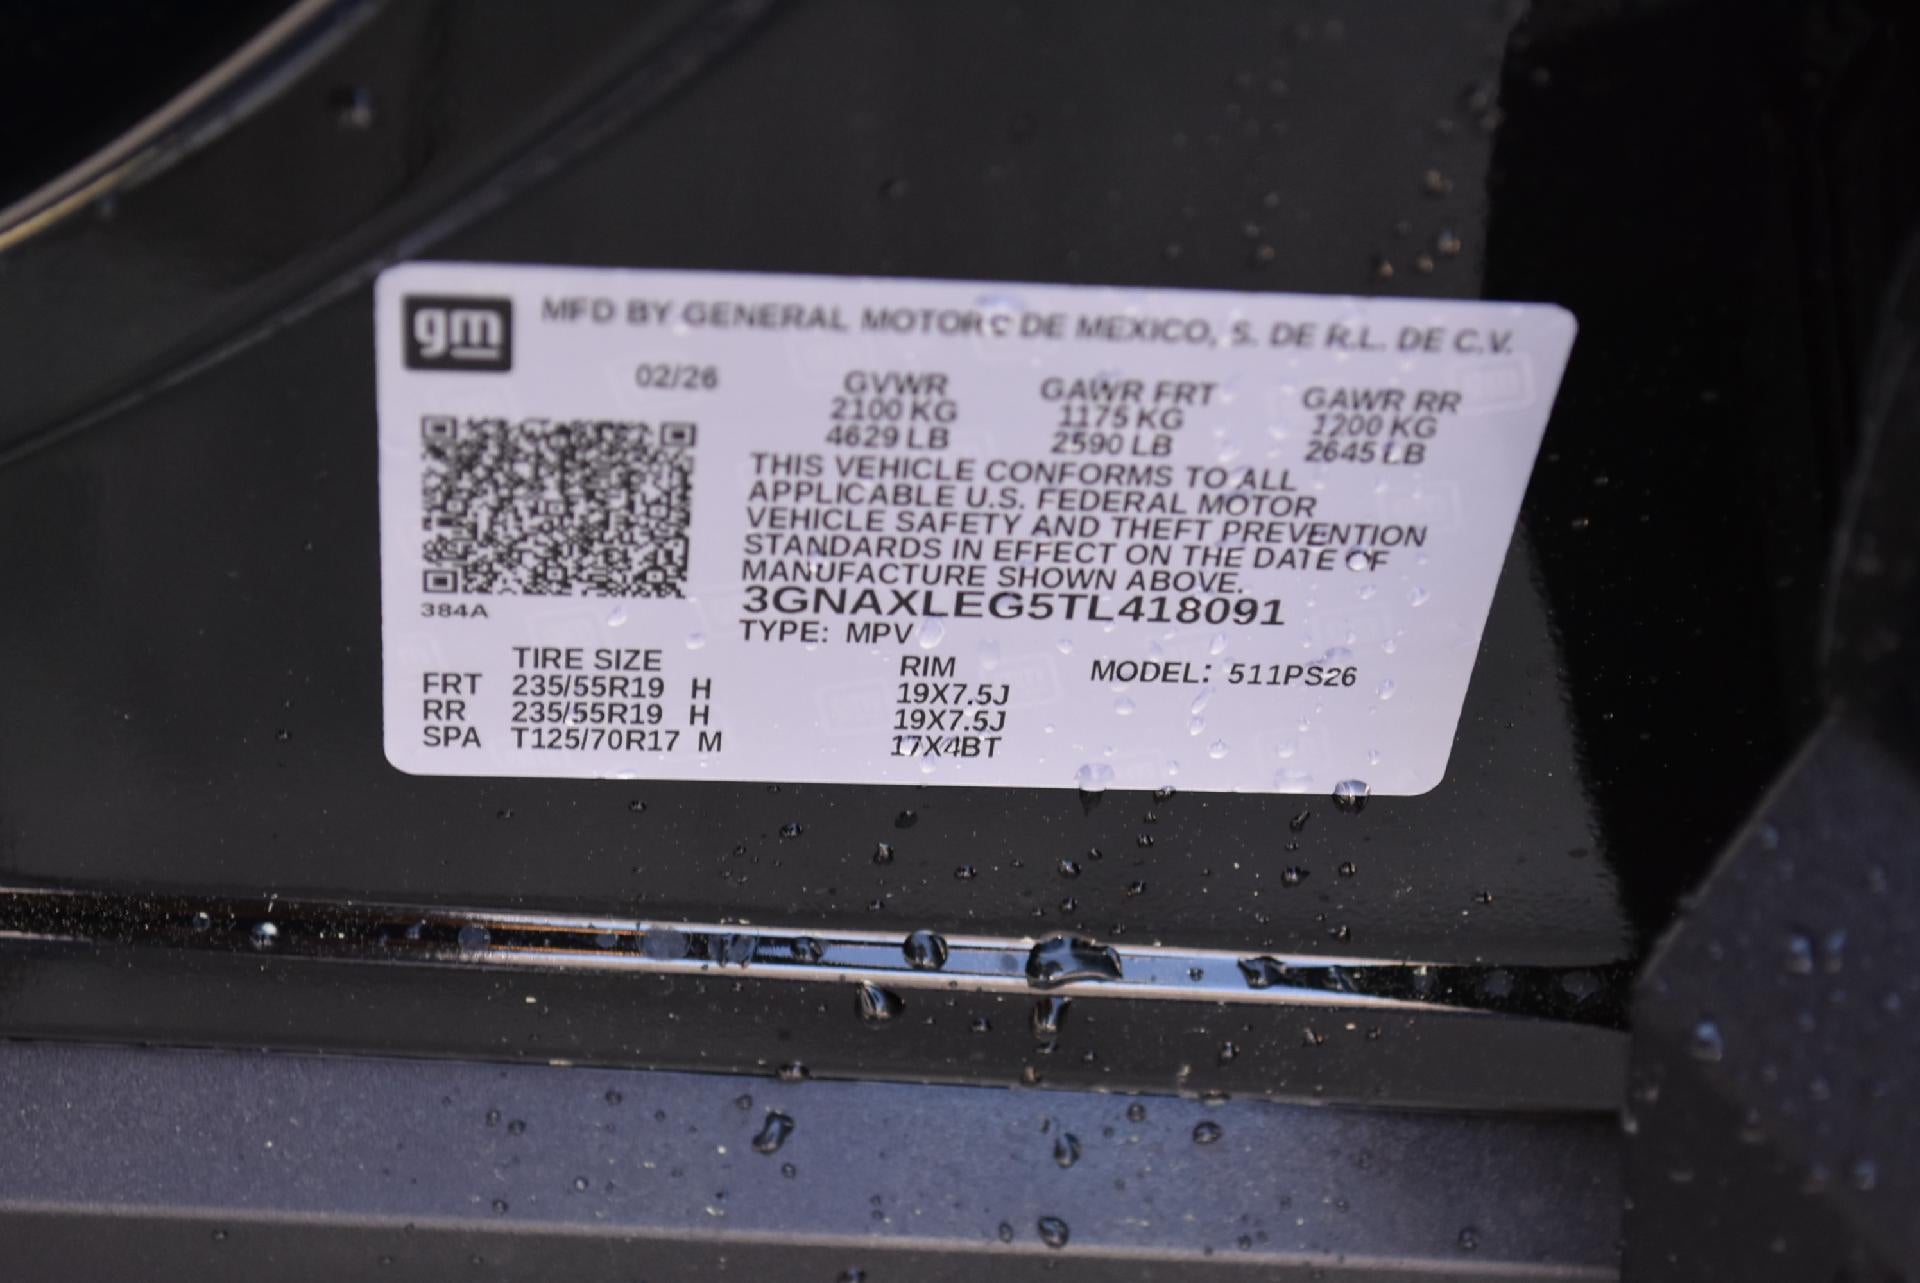 gm
MFD BY GENERAL MOTORS DE MEXICO, S. DE R.L. DE C.V.
02/26
GVWR GAWR FRT GAWR RR
2100 KG 1175 KG 1200 KG
4629 LB 2590 LB 2645 LB
THIS VEHICLE CONFORMS TO ALL
APPLICABLE U.S. FEDERAL MOTOR
VEHICLE SAFETY AND THEFT PREVENTION
STANDARDS IN EFFECT ON THE DATE OF
MANUFACTURE SHOWN ABOVE.
3GNAXLEG5TL418091
384A
TYPE: MPV
TIRE SIZE RIM MODEL: 511PS26
FRT 235/55R19 H 19X7.5J
RR 235/55R19 H 19X7.5J
SPA T125/70R17 M 17X4BT